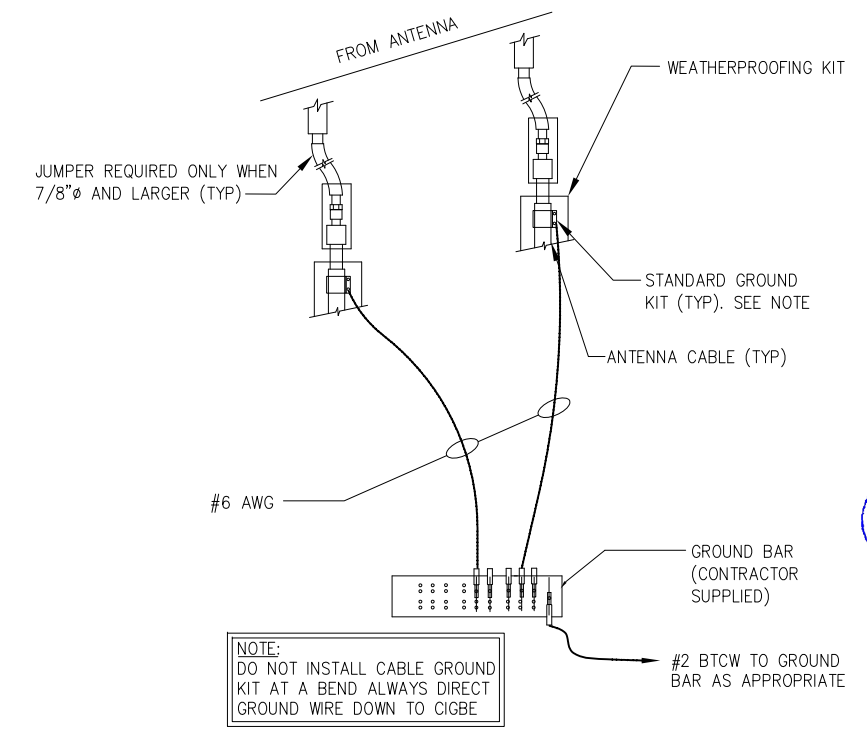 FROM ANTENNA
WEATHERPROOFING KIT
JUMPER REQUIRED ONLY WHEN
7/8"ø AND LARGER (TYP)
STANDARD GROUND
KIT (TYP). SEE NOTE
ANTENNA CABLE (TYP)
#6 AWG
GROUND BAR
(CONTRACTOR
SUPPLIED)
NOTE:
DO NOT INSTALL CABLE GROUND
KIT AT A BEND ALWAYS DIRECT
GROUND WIRE DOWN TO CIGBE
#2 BTCW TO GROUND
BAR AS APPROPRIATE